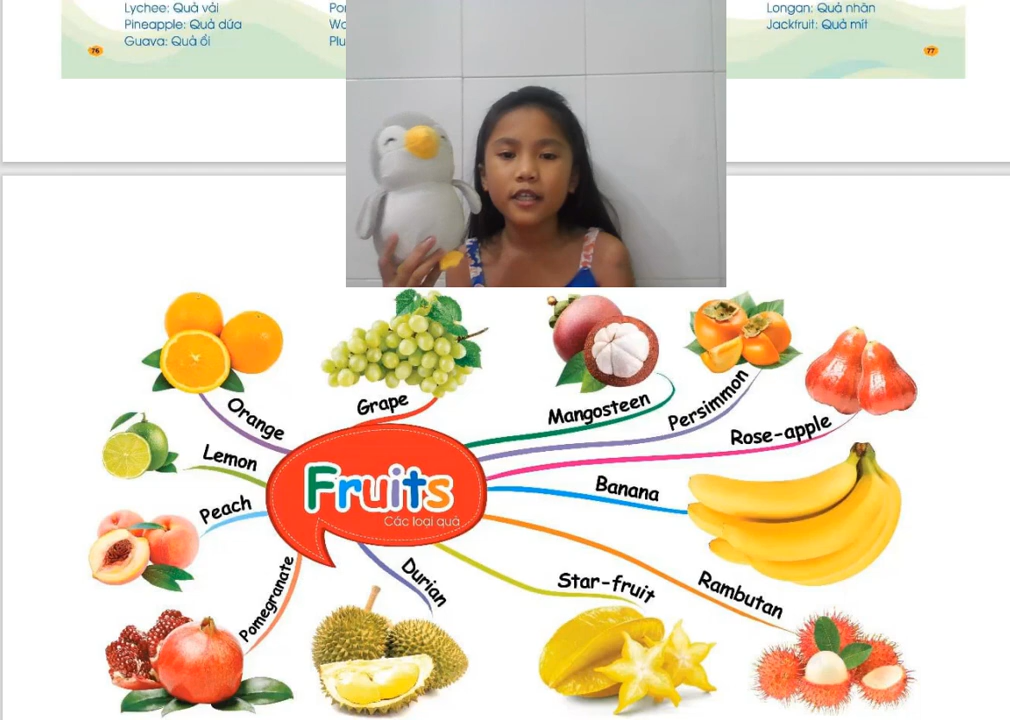 Lychee: Quả vải
Pineapple: Quả dứa
Guava: Quả ổi
76
Longan: Quả nhãn
Jackfruit: Quả mít
77
Orange
Grape
Mangosteen
Persimmon
Rose-apple
Lemon
Banana
Peach
Fruits
Các loại quả
Pomegranate
Durian
Star-fruit
Rambutan